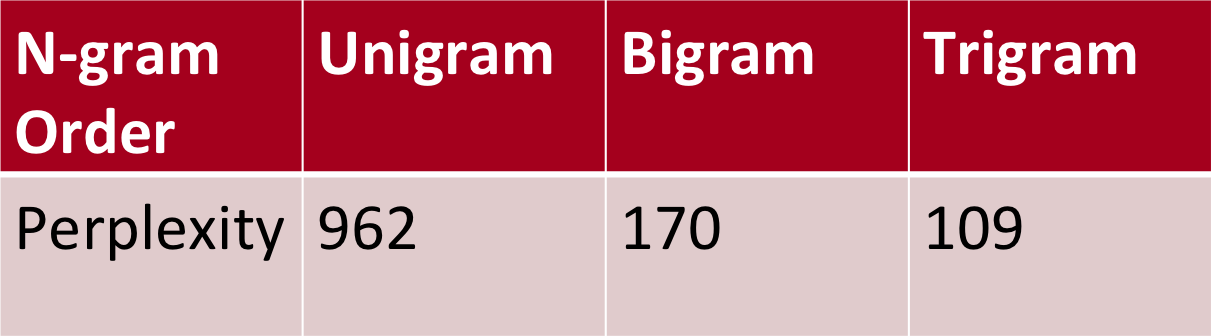 N-gram Order Unigram Bigram Trigram
Perplexity 962 170 109